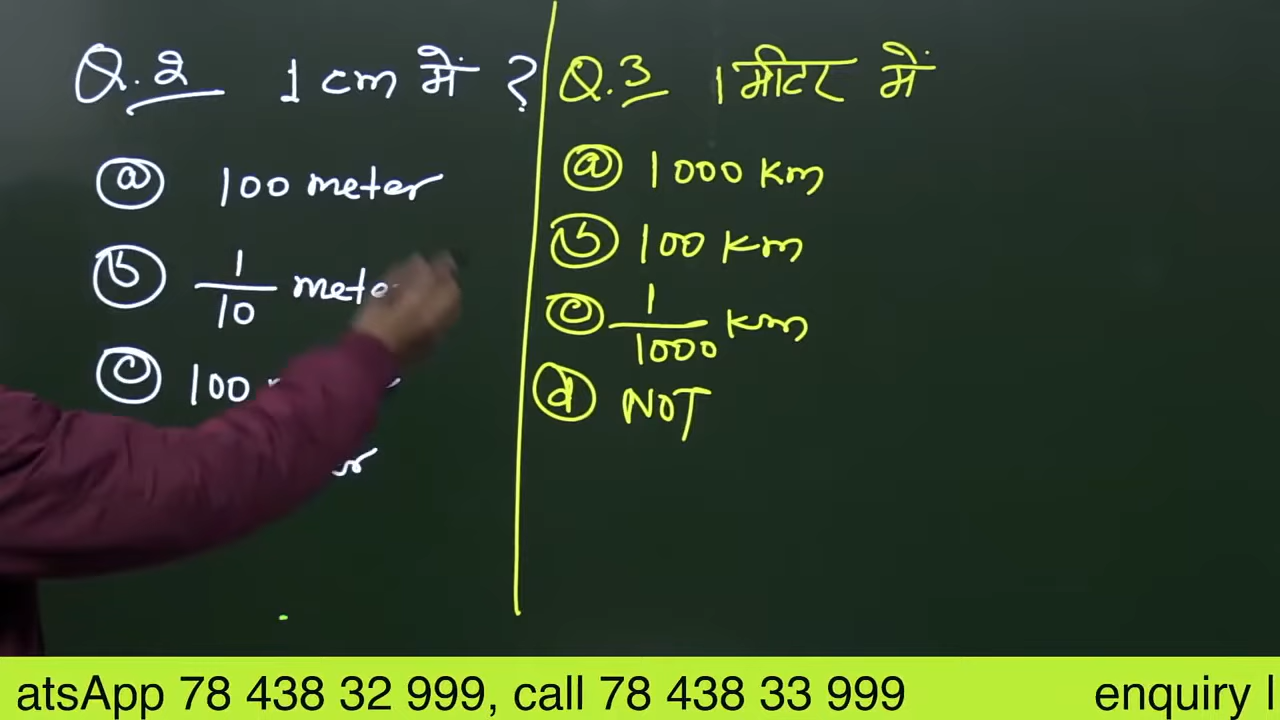 Q.2 1 cm में ?
(a) 100 meter
(b) 1/10 meter
(c) 100
Q.3 1 मीटर में
(a) 1000 km
(b) 100 km
(c) 1/1000 km
(d) NOT
atsApp 78 438 32 999, call 78 438 33 999 enquiry l